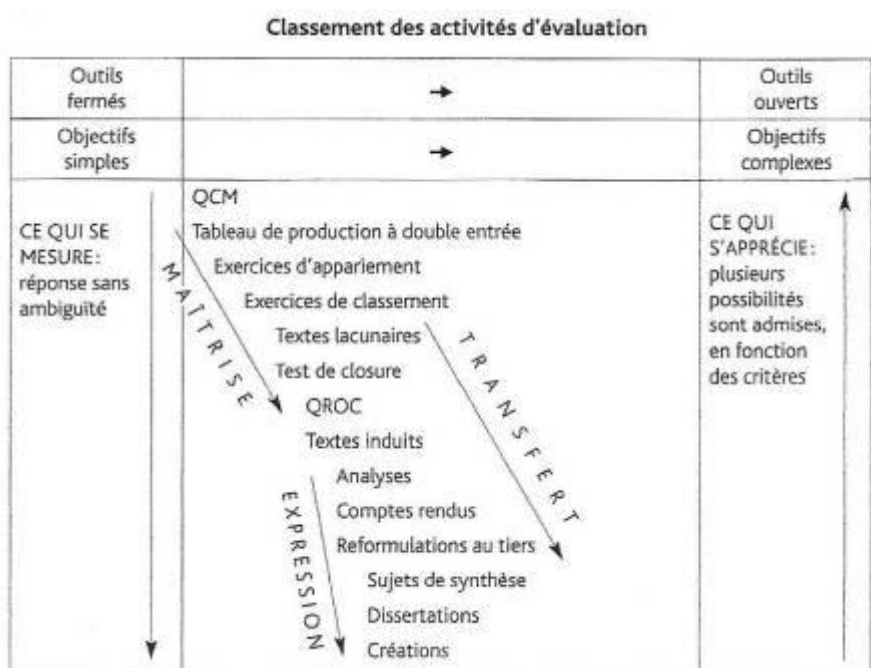 Classement des activités d'évaluation
Outils
fermés
➔
Outils
ouverts
Objectifs
simples
➔
Objectifs
complexes
CE QUI SE
MESURE :
réponse sans
ambiguïté
QCM
Tableau de production à double entrée
Exercices d'appariement
Exercices de classement
Textes lacunaires
Test de closure
QROC
Textes induits
Analyses
Comptes rendus
Reformulations au tiers
Sujets de synthèse
Dissertations
Créations
MAÎTRISE
TRANSFERT
EXPRESSION
CE QUI
S'APPRÉCIE :
plusieurs
possibilités
sont admises,
en fonction
des critères